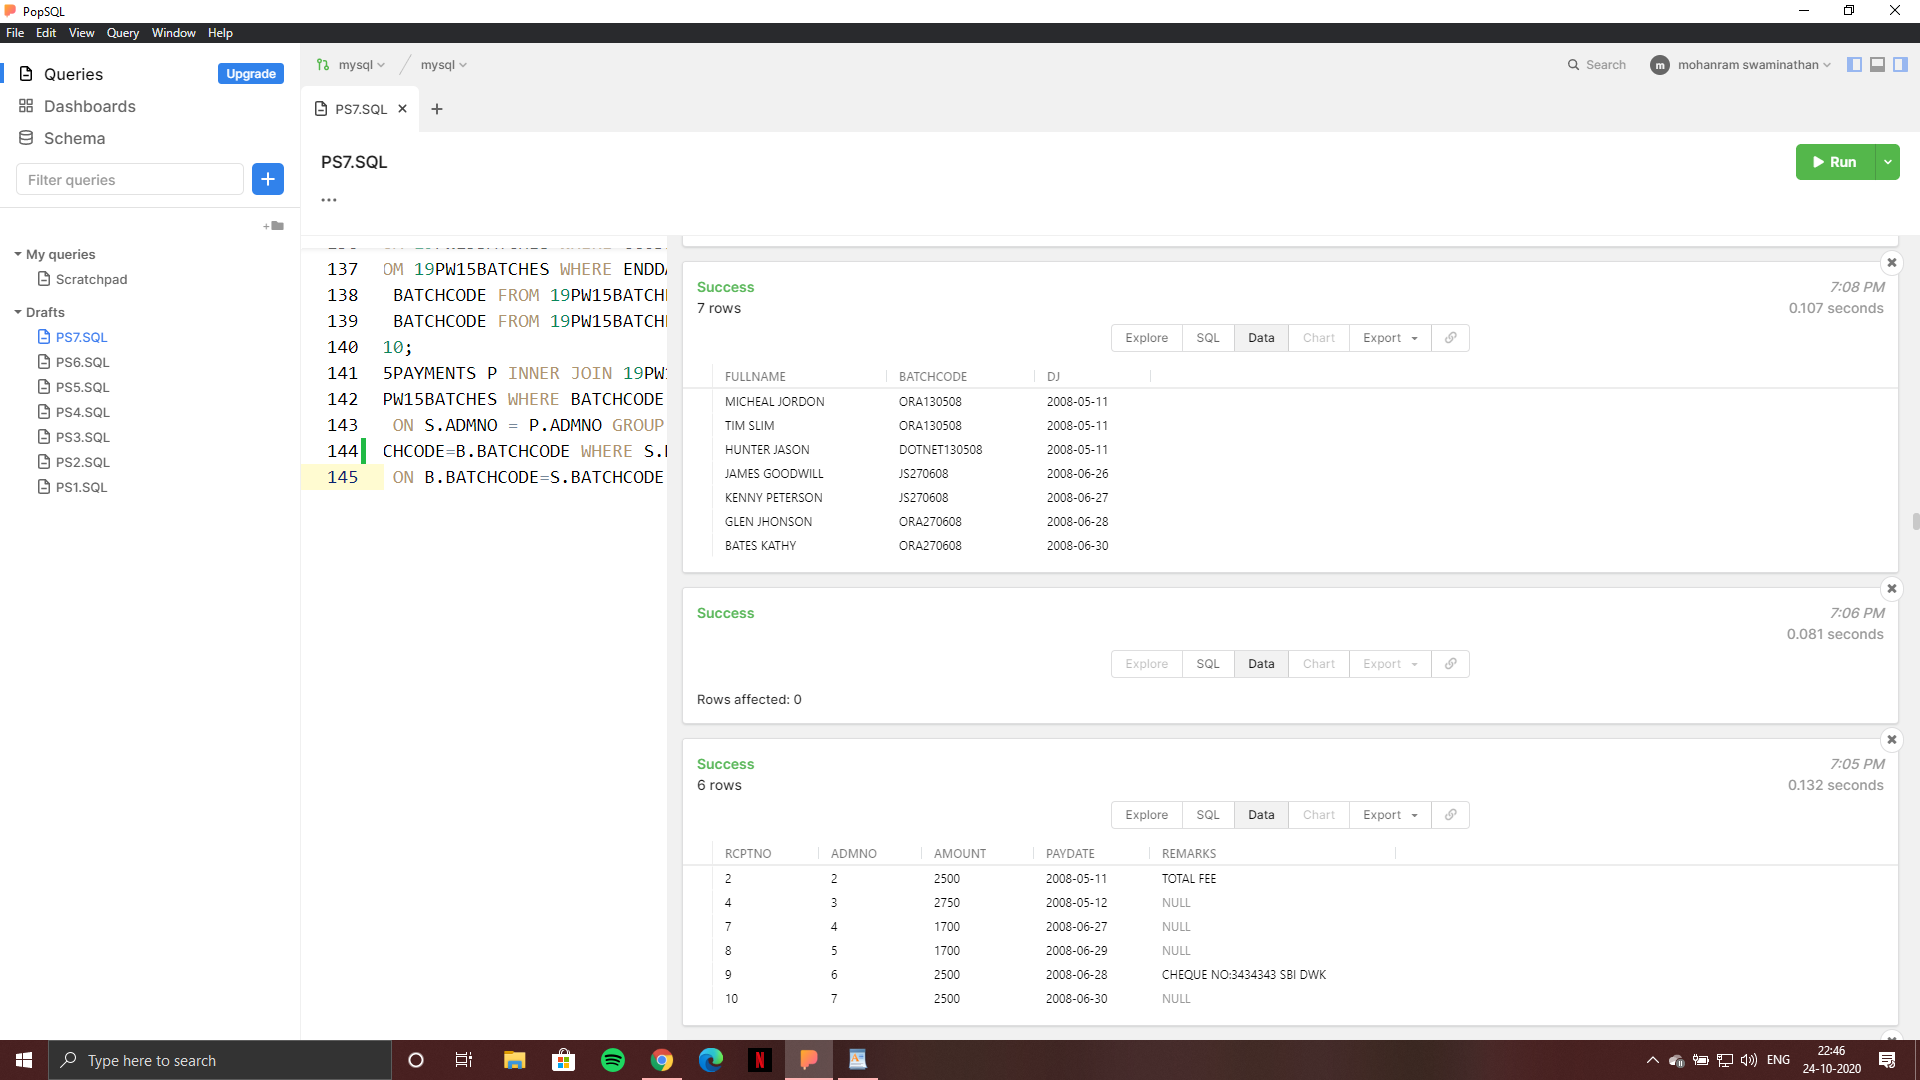 PopSQL
File Edit View Query Window Help
Queries Upgrade
Dashboards
Schema
Filter queries
My queries
Scratchpad
Drafts
PS7.SQL
PS6.SQL
PS5.SQL
PS4.SQL
PS3.SQL
PS2.SQL
PS1.SQL
mysql mysql Search m mohanram swaminathan
PS7.SQL
PS7.SQL Run
...
137 OM 19PW15BATCHES WHERE ENDDA
138 BATCHCODE FROM 19PW15BATCH
139 BATCHCODE FROM 19PW15BATCH
140 10;
141 5PAYMENTS P INNER JOIN 19PW
142 PW15BATCHES WHERE BATCHCODE
143 ON S.ADMNO = P.ADMNO GROUP
144 CHCODE=B.BATCHCODE WHERE S.
145 ON B.BATCHCODE=S.BATCHCODE
Success 7:08 PM
7 rows 0.107 seconds
Explore SQL Data Chart Export
FULLNAME BATCHCODE DJ
MICHEAL JORDON ORA130508 2008-05-11
TIM SLIM ORA130508 2008-05-11
HUNTER JASON DOTNET130508 2008-05-11
JAMES GOODWILL JS270608 2008-06-26
KENNY PETERSON JS270608 2008-06-27
GLEN JHONSON ORA270608 2008-06-28
BATES KATHY ORA270608 2008-06-30
Success 7:06 PM
0.081 seconds
Explore SQL Data Chart Export
Rows affected: 0
Success 7:05 PM
6 rows 0.132 seconds
Explore SQL Data Chart Export
RCPTNO ADMNO AMOUNT PAYDATE REMARKS
2 2 2500 2008-05-11 TOTAL FEE
4 3 2750 2008-05-12 NULL
7 4 1700 2008-06-27 NULL
8 5 1700 2008-06-29 NULL
9 6 2500 2008-06-28 CHEQUE NO:3434343 SBI DWK
10 7 2500 2008-06-30 NULL
Type here to search ENG 22:46
24-10-2020